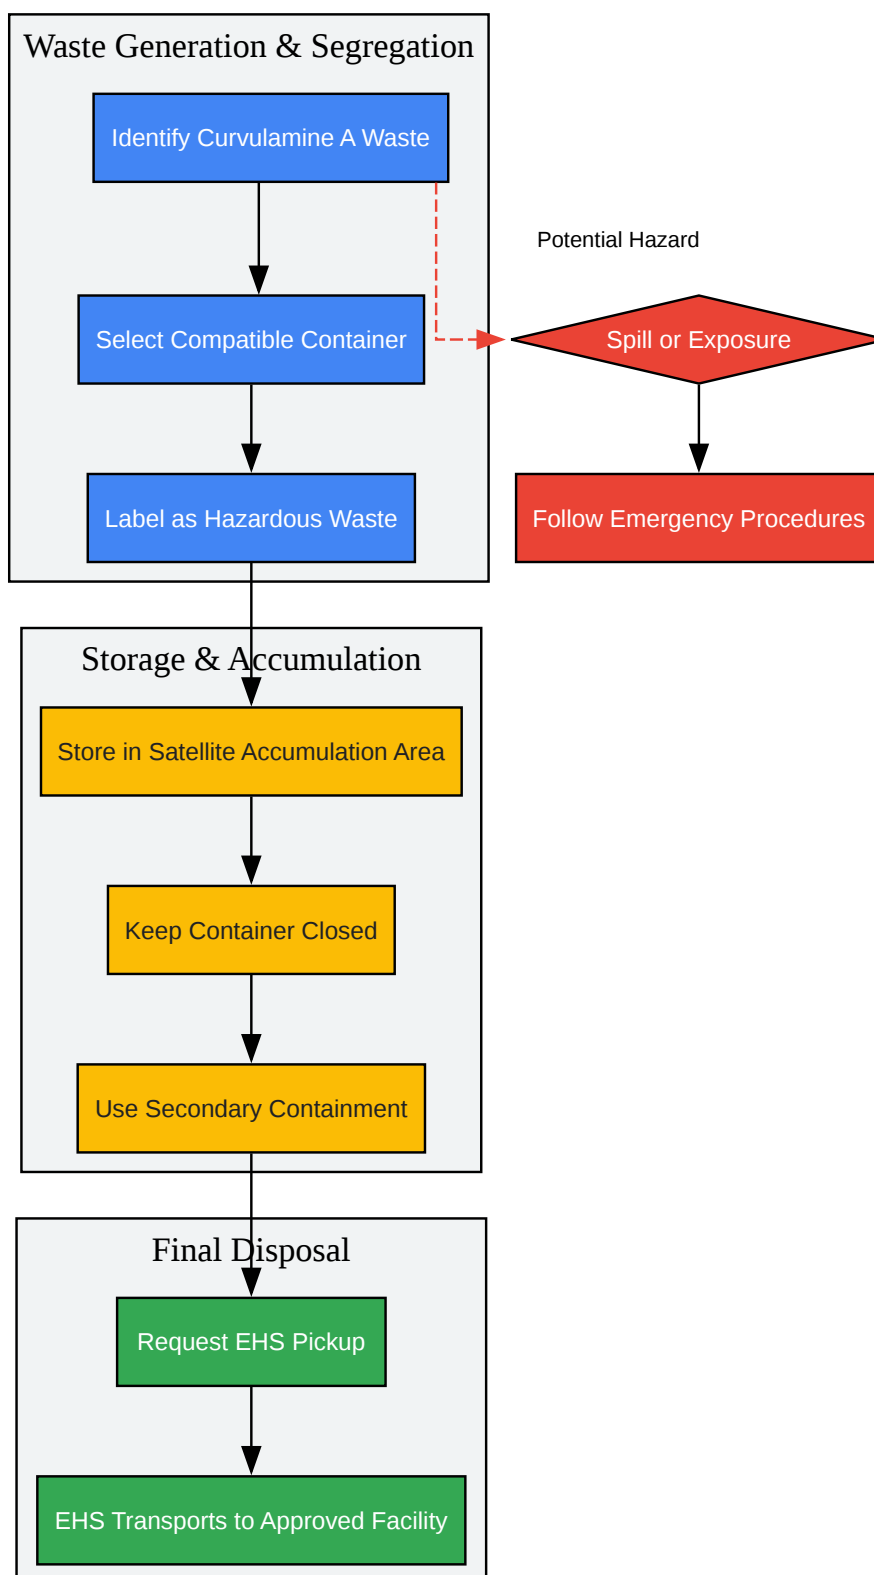 Waste Generation & Segregation
Identify Curvulamine A Waste
Potential Hazard
Select Compatible Container
Spill or Exposure
Label as Hazardous Waste
Follow Emergency Procedures
Storage & Accumulation
Store in Satellite Accumulation Area
Keep Container Closed
Use Secondary Containment
Final Disposal
Request EHS Pickup
EHS Transports to Approved Facility